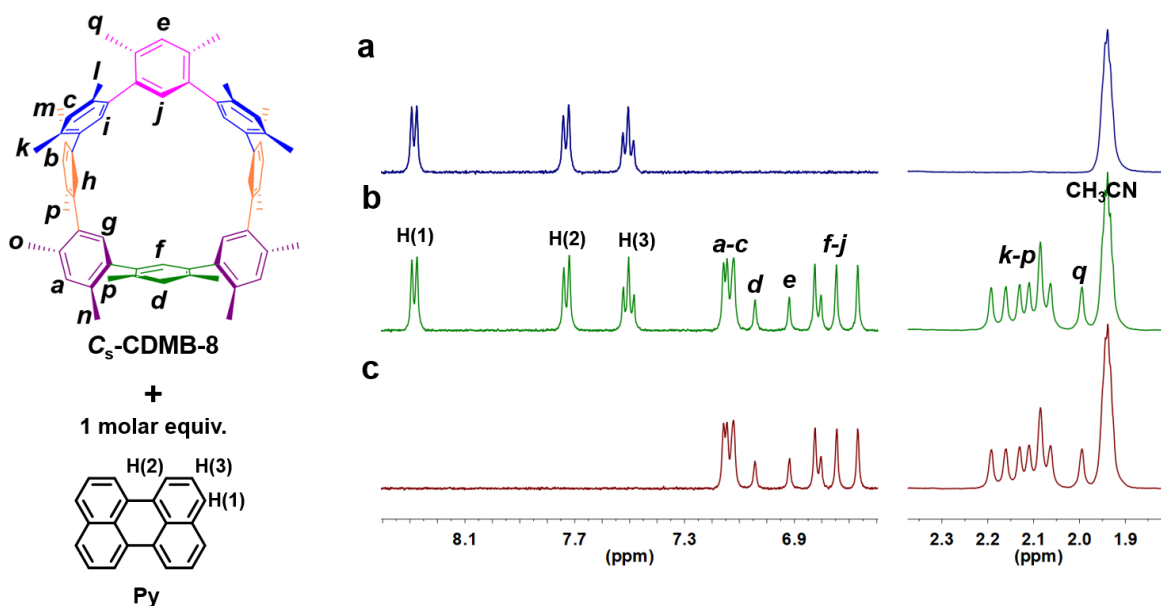 q
e
l
m
c
i
j
k
b
h
p
g
o
f
a
p
d
n
Cs-CDMB-8
+
1 molar equiv.
H(2)
H(3)
H(1)
Py
a
b
CH3CN
H(1)
H(2)
H(3)
a-c
d
e
f-j
k-p
q
c
8.1
7.7
7.3
6.9
(ppm)
2.3
2.2
2.1
2.0
1.9
(ppm)